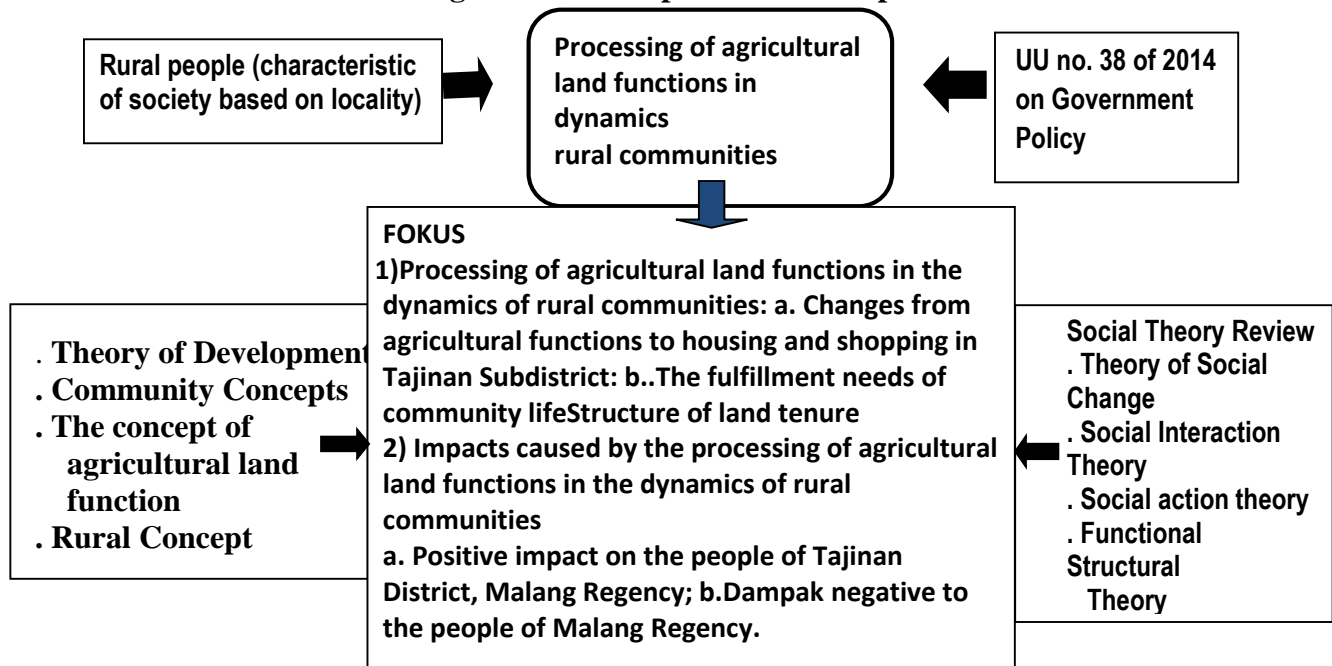 Rural people (characteristic
of society based on locality)
Processing of agricultural
land functions in
dynamics
rural communities
UU no. 38 of 2014
on Government
Policy
. Theory of Development
. Community Concepts
. The concept of
agricultural land
function
. Rural Concept
FOKUS
1)Processing of agricultural land functions in the
dynamics of rural communities: a. Changes from
agricultural functions to housing and shopping in
Tajinan Subdistrict: b..The fulfillment needs of
community lifeStructure of land tenure
2) Impacts caused by the processing of agricultural
land functions in the dynamics of rural
communities
a. Positive impact on the people of Tajinan
District, Malang Regency; b.Dampak negative to
the people of Malang Regency.
Social Theory Review
. Theory of Social
Change
. Social Interaction
Theory
. Social action theory
. Functional
Structural
Theory